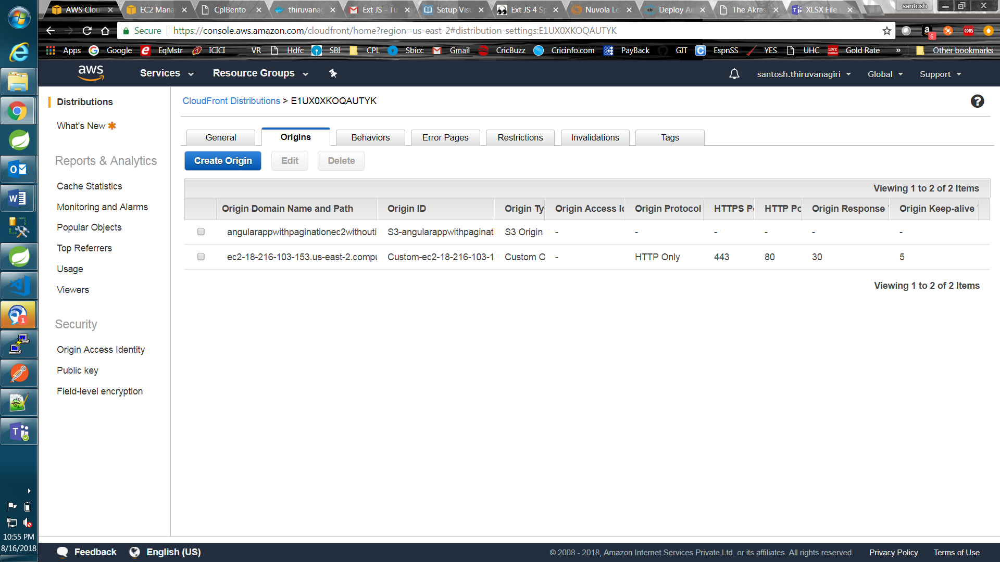 AWS Clou
EC2 Mana
CplBento
thiruvanag
Ext JS - Tu
Setup Visu
Ext JS 4 Sp
Nuvola Le
Deploy An
The Akras
XLSX File
santosh
Secure
https://console.aws.amazon.com/cloudfront/home?region=us-east-2#distribution-settings:E1UX0XKOQAUTYK
6
CORS
Apps
Google
EqMstr
ICICI
VR
Hdfc
SBI
CPL
Sbicc
Gmail
CricBuzz
Cricinfo.com
PayBack
GIT
EspnSS
YES
UHC
Gold Rate
»
Other bookmarks
aws
Services
Resource Groups
santosh.thiruvanagiri
Global
Support
Distributions
What's New
Reports & Analytics
Cache Statistics
Monitoring and Alarms
Popular Objects
Top Referrers
Usage
Viewers
Security
Origin Access Identity
Public key
Field-level encryption
CloudFront Distributions > E1UX0XKOQAUTYK
General
Origins
Behaviors
Error Pages
Restrictions
Invalidations
Tags
Create Origin
Edit
Delete
Viewing 1 to 2 of 2 Items
Origin Domain Name and Path
Origin ID
Origin Ty
Origin Access Id
Origin Protocol
HTTPS Po
HTTP Po
Origin Response
Origin Keep-alive
angularappwithpaginationec2withouti
S3-angularappwithpaginati
S3 Origin
-
-
-
-
-
-
ec2-18-216-103-153.us-east-2.compu
Custom-ec2-18-216-103-1
Custom O
-
HTTP Only
443
80
30
5
Viewing 1 to 2 of 2 Items
10:55 PM
8/16/2018
Feedback
English (US)
© 2008 - 2018, Amazon Internet Services Private Ltd. or its affiliates. All rights reserved.
Privacy Policy
Terms of Use